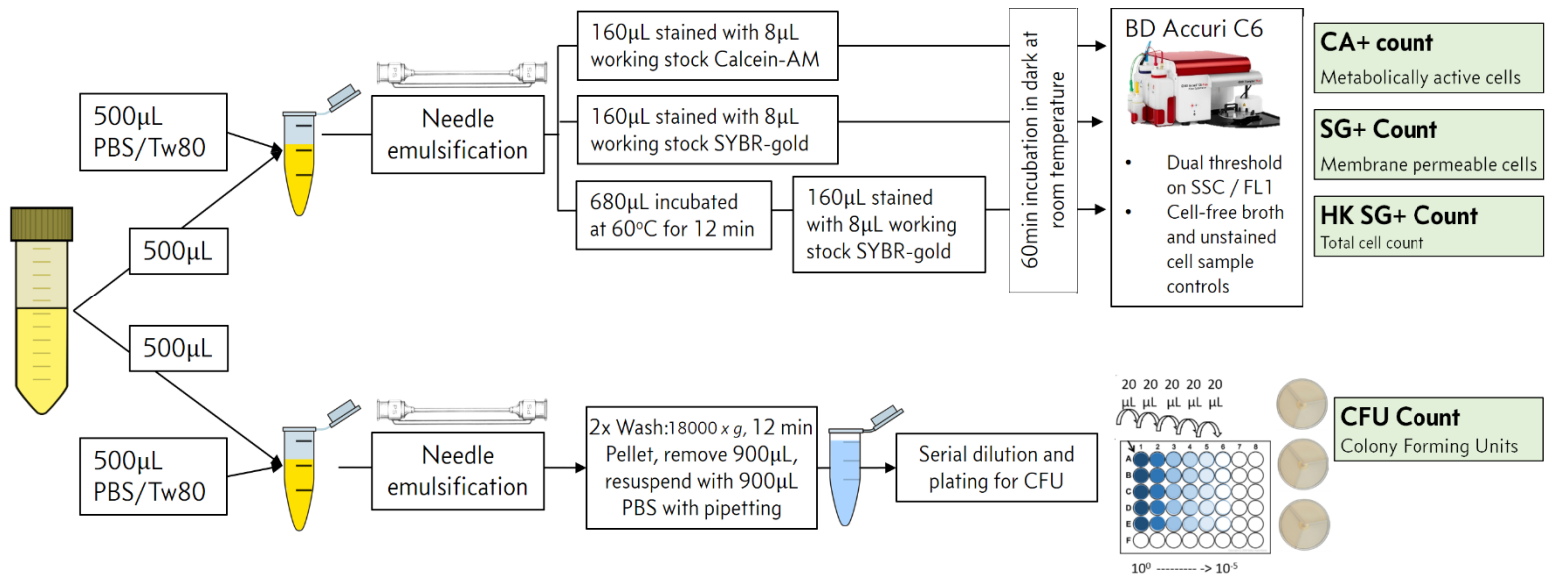 500µL
PBS/Tw80
500µL
Needle
emulsification
160µL stained with 8µL
working stock Calcein-AM
160µL stained with 8µL
working stock SYBR-gold
680µL incubated
at 60°C for 12 min
160µL stained
with 8µL working
stock SYBR-gold
60min incubation in dark at
room temperature
BD Accuri C6
• Dual threshold
on SSC / FL1
• Cell-free broth
and unstained
cell sample
controls
CA+ count
Metabolically active cells
SG+ Count
Membrane permeable cells
HK SG+ Count
Total cell count
500µL
500µL
PBS/Tw80
Needle
emulsification
2x Wash:18000 x g, 12 min
Pellet, remove 900µL,
resuspend with 900µL
PBS with pipetting
Serial dilution and
plating for CFU
20 20 20 20 20
µL µL µL µL µL
1 2 3 4 5 6 7 8
A
B
C
D
E
F
10⁰ --------- -> 10⁻⁵
CFU Count
Colony Forming Units